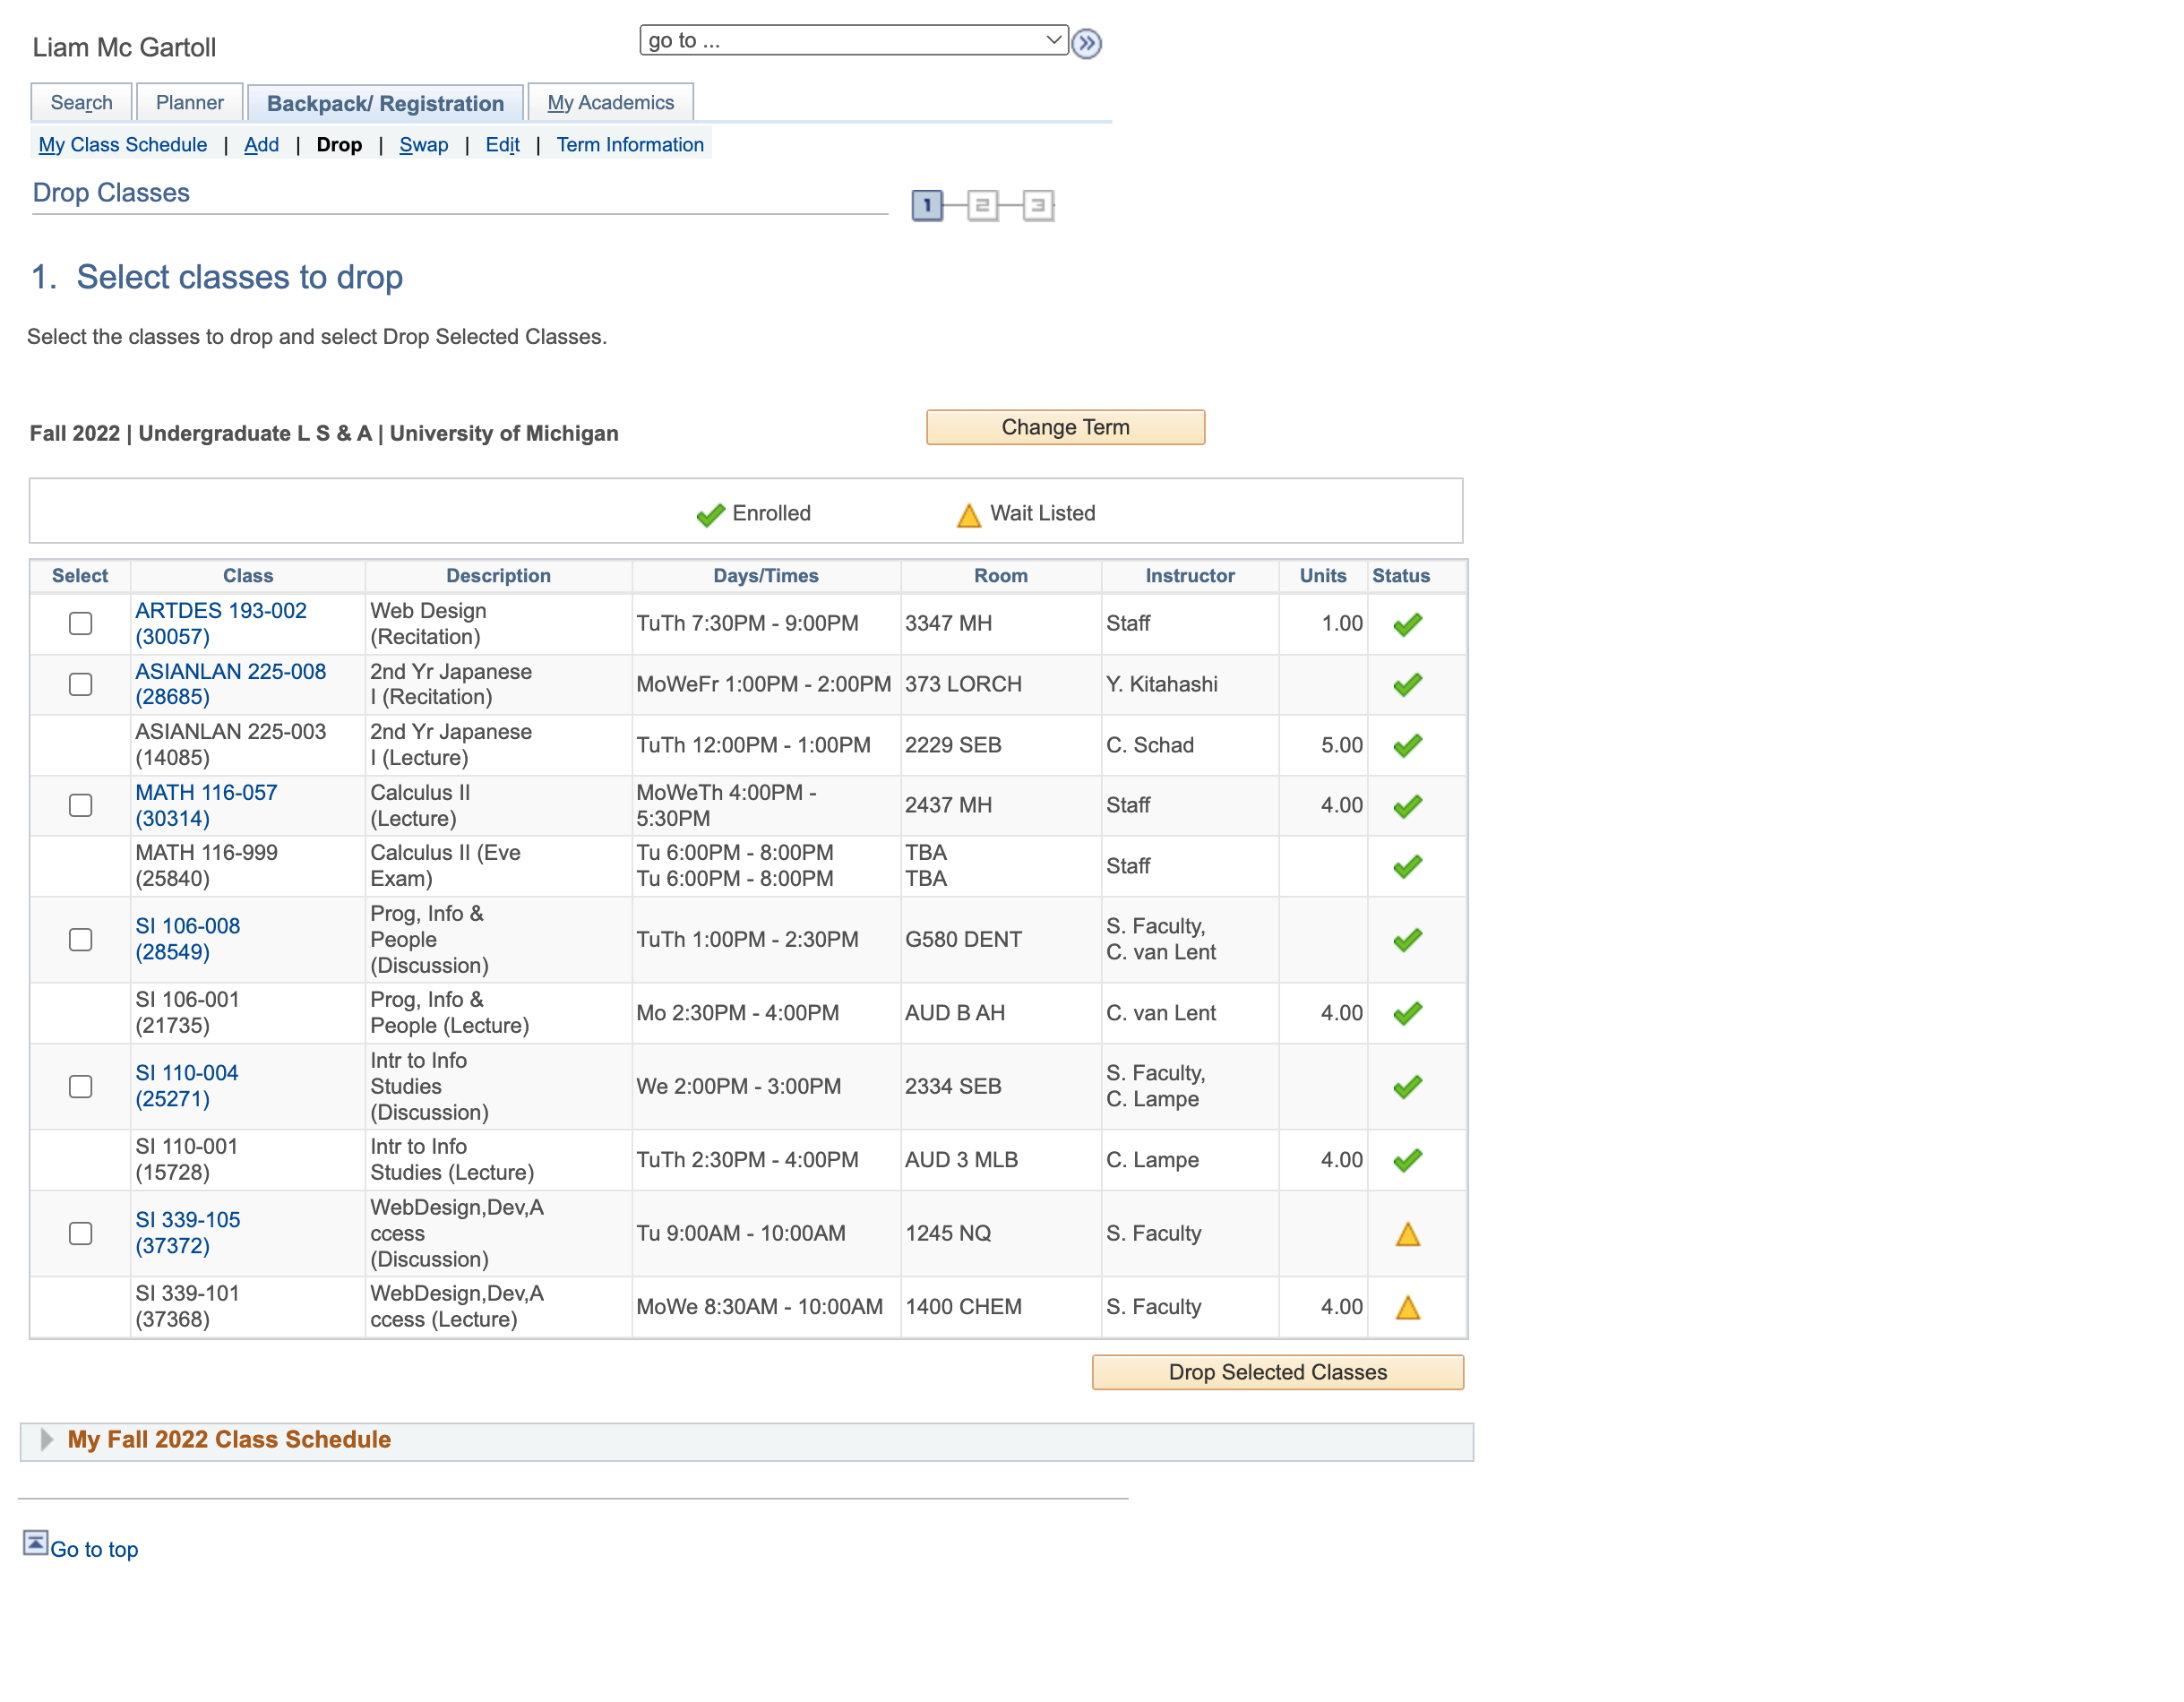 Liam Mc Gartoll
go to ...
Search
Planner
Backpack/ Registration
My Academics
My Class Schedule | Add | Drop | Swap | Edit | Term Information
Drop Classes
1 2 3
1. Select classes to drop
Select the classes to drop and select Drop Selected Classes.
Fall 2022 | Undergraduate L S & A | University of Michigan
Change Term
Enrolled
Wait Listed
Select Class Description Days/Times Room Instructor Units Status
ARTDES 193-002
(30057)
Web Design
(Recitation)
TuTh 7:30PM - 9:00PM
3347 MH
Staff
1.00
ASIANLAN 225-008
(28685)
2nd Yr Japanese
I (Recitation)
MoWeFr 1:00PM - 2:00PM
373 LORCH
Y. Kitahashi
ASIANLAN 225-003
(14085)
2nd Yr Japanese
I (Lecture)
TuTh 12:00PM - 1:00PM
2229 SEB
C. Schad
5.00
MATH 116-057
(30314)
Calculus II
(Lecture)
MoWeTh 4:00PM -
5:30PM
2437 MH
Staff
4.00
MATH 116-999
(25840)
Calculus II (Eve
Exam)
Tu 6:00PM - 8:00PM
Tu 6:00PM - 8:00PM
TBA
TBA
Staff
SI 106-008
(28549)
Prog, Info &
People
(Discussion)
TuTh 1:00PM - 2:30PM
G580 DENT
S. Faculty,
C. van Lent
SI 106-001
(21735)
Prog, Info &
People (Lecture)
Mo 2:30PM - 4:00PM
AUD B AH
C. van Lent
4.00
SI 110-004
(25271)
Intr to Info
Studies
(Discussion)
We 2:00PM - 3:00PM
2334 SEB
S. Faculty,
C. Lampe
SI 110-001
(15728)
Intr to Info
Studies (Lecture)
TuTh 2:30PM - 4:00PM
AUD 3 MLB
C. Lampe
4.00
SI 339-105
(37372)
WebDesign,Dev,A
ccess
(Discussion)
Tu 9:00AM - 10:00AM
1245 NQ
S. Faculty
SI 339-101
(37368)
WebDesign,Dev,A
ccess (Lecture)
MoWe 8:30AM - 10:00AM
1400 CHEM
S. Faculty
4.00
Drop Selected Classes
My Fall 2022 Class Schedule
Go to top